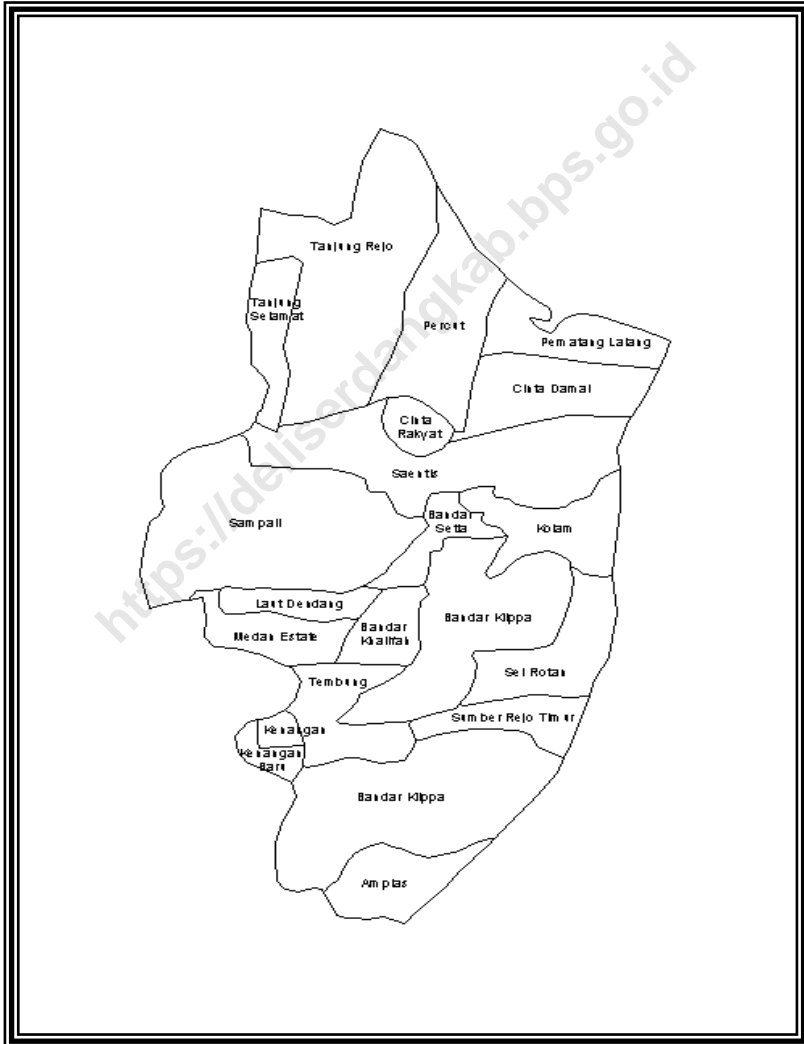 https://deliserdangkab.bps.go.id
Tanjung Rejo
Tanjung
Selamat
Percut
Pematang Lalang
Cinta Damai
Cinta
Rakyat
Saentis
Sampali
Bandar
Setia
Kolam
Laut Dendang
Bandar
Khalifah
Medan Estate
Bandar Klippa
Sei Rotan
Tembung
Sumber Rejo Timur
Kenangan
Kenangan
Baru
Bandar Klippa
Amplas